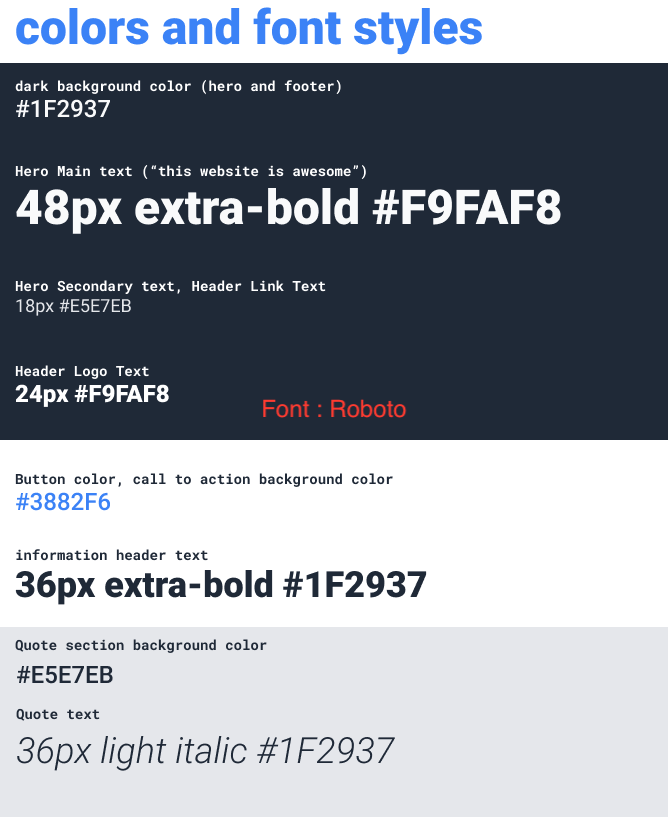 colors and font styles
dark background color (hero and footer)
#1F2937
Hero Main text (“this website is awesome”)
48px extra-bold #F9FAF8
Hero Secondary text, Header Link Text
18px #E5E7EB
Header Logo Text
24px #F9FAF8
Font : Roboto
Button color, call to action background color
#3882F6
information header text
36px extra-bold #1F2937
Quote section background color
#E5E7EB
Quote text
36px light italic #1F2937